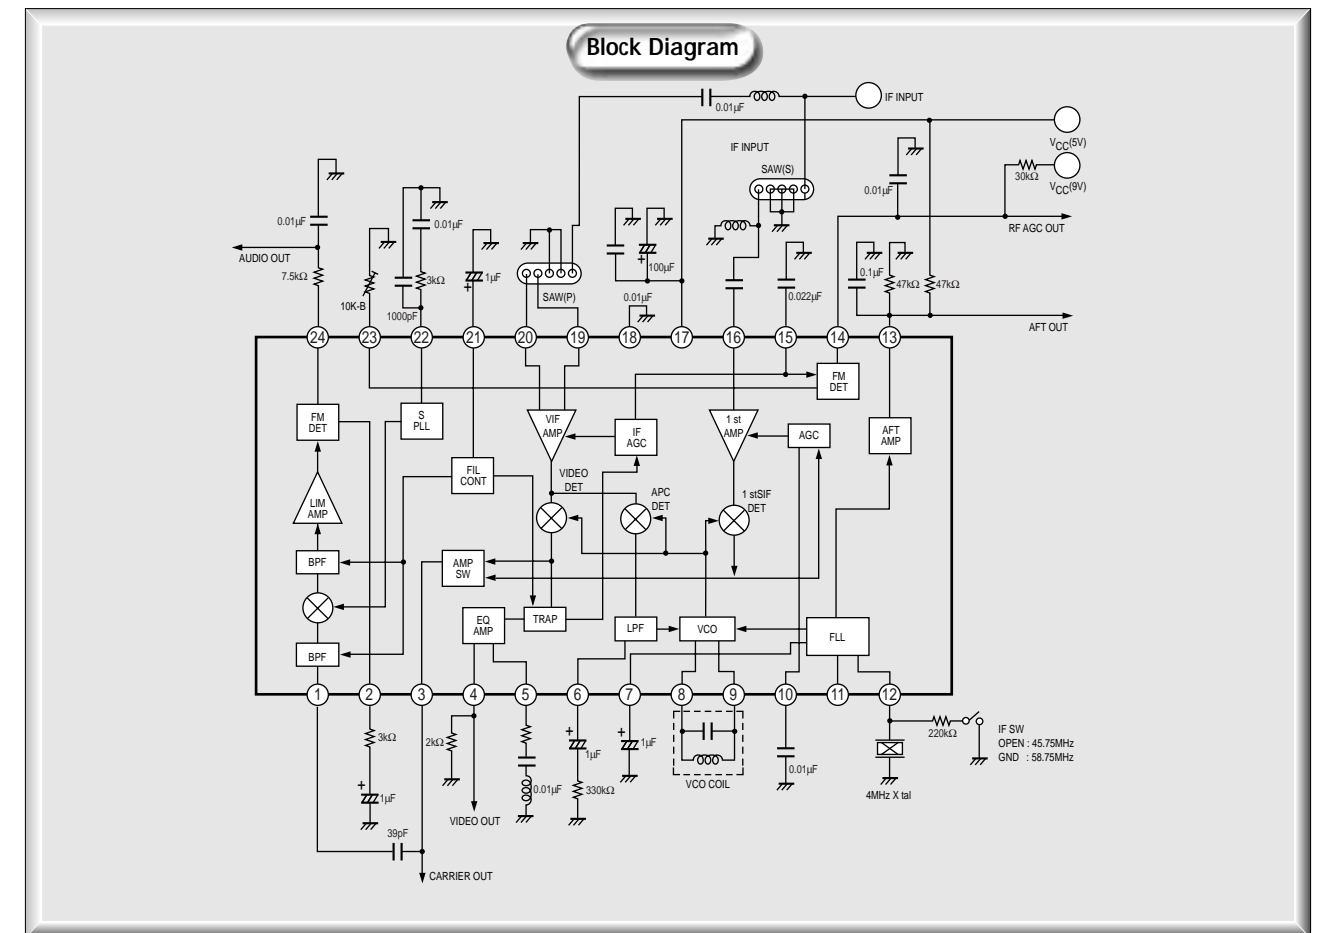 Block Diagram
IF INPUT
0.01µF
VCC(5V)
IF INPUT
SAW(S)
30kΩ
VCC(9V)
0.01µF
0.01µF
0.01µF
RF AGC OUT
AUDIO OUT
7.5kΩ
3kΩ
1µF
100µF
0.1µF
47kΩ
47kΩ
10K-B
1000pF
SAW(P)
0.01µF
0.022µF
AFT OUT
24
23
22
21
20
19
18
17
16
15
14
13
FM
DET
FM
DET
S
PLL
VIF
AMP
IF
AGC
1 st
AMP
AGC
AFT
AMP
FIL
CONT
VIDEO
DET
APC
DET
1 stSIF
DET
LIM
AMP
BPF
AMP
SW
EQ
AMP
TRAP
LPF
VCO
FLL
BPF
1
2
3
4
5
6
7
8
9
10
11
12
3kΩ
2kΩ
1µF
1µF
220kΩ
IF SW
OPEN : 45.75MHz
GND : 58.75MHz
0.01µF
VCO COIL
0.01µF
330kΩ
4MHz X tal
1µF
VIDEO OUT
39pF
CARRIER OUT